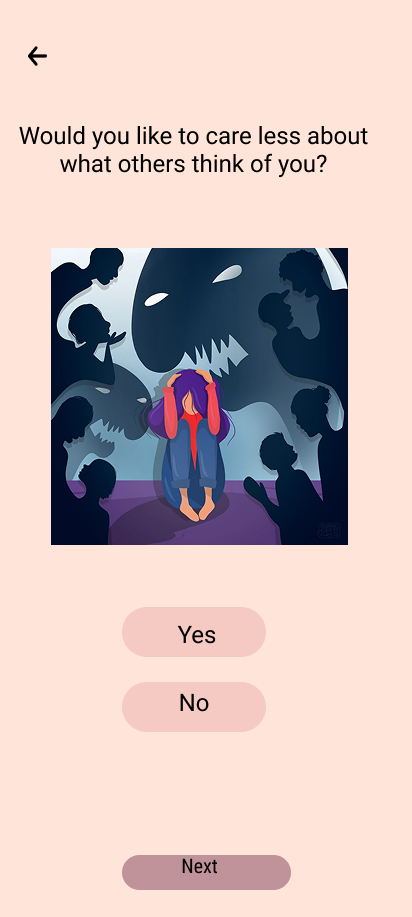 Would you like to care less about
what others think of you?
Yes
No
Next